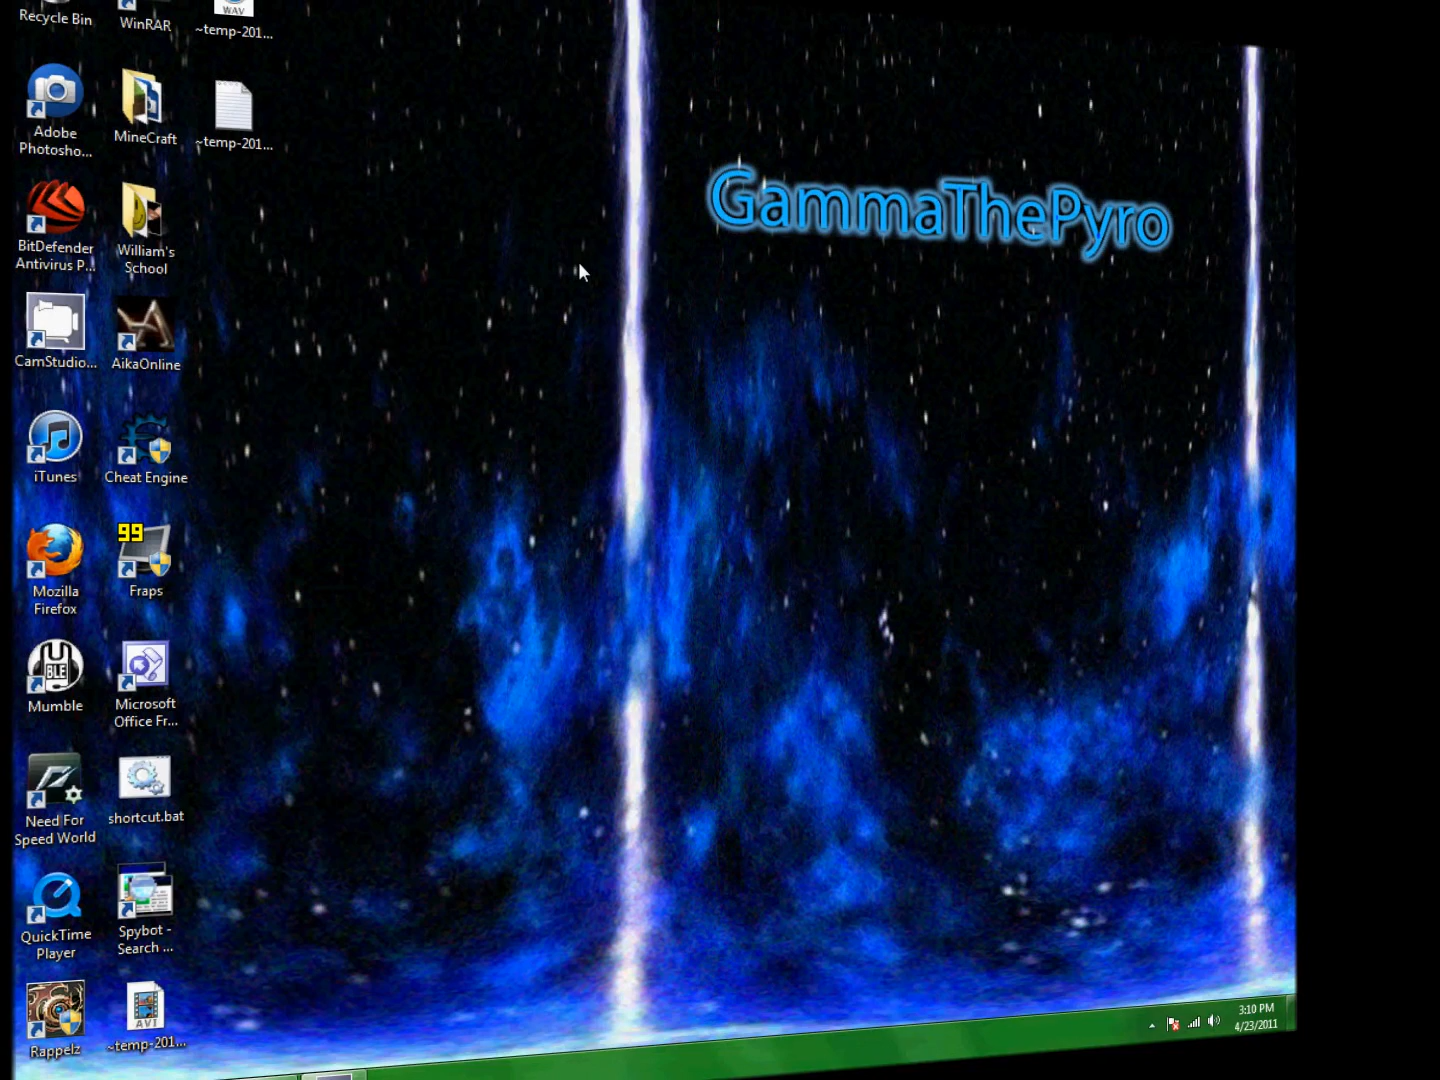 Recycle Bin
WinRAR
WAV
~temp-201...
Adobe
Photosho...
MineCraft
~temp-201...
BitDefender
Antivirus P...
William's
School
CamStudio...
AikaOnline
iTunes
Cheat Engine
99
Mozilla
Firefox
Fraps
BLE
Mumble
Microsoft
Office Fr...
Need For
Speed World
shortcut.bat
QuickTime
Player
Spybot -
Search ...
Rappelz
AVI
~temp-201...
GammaThePyro
3:10 PM
4/23/2011